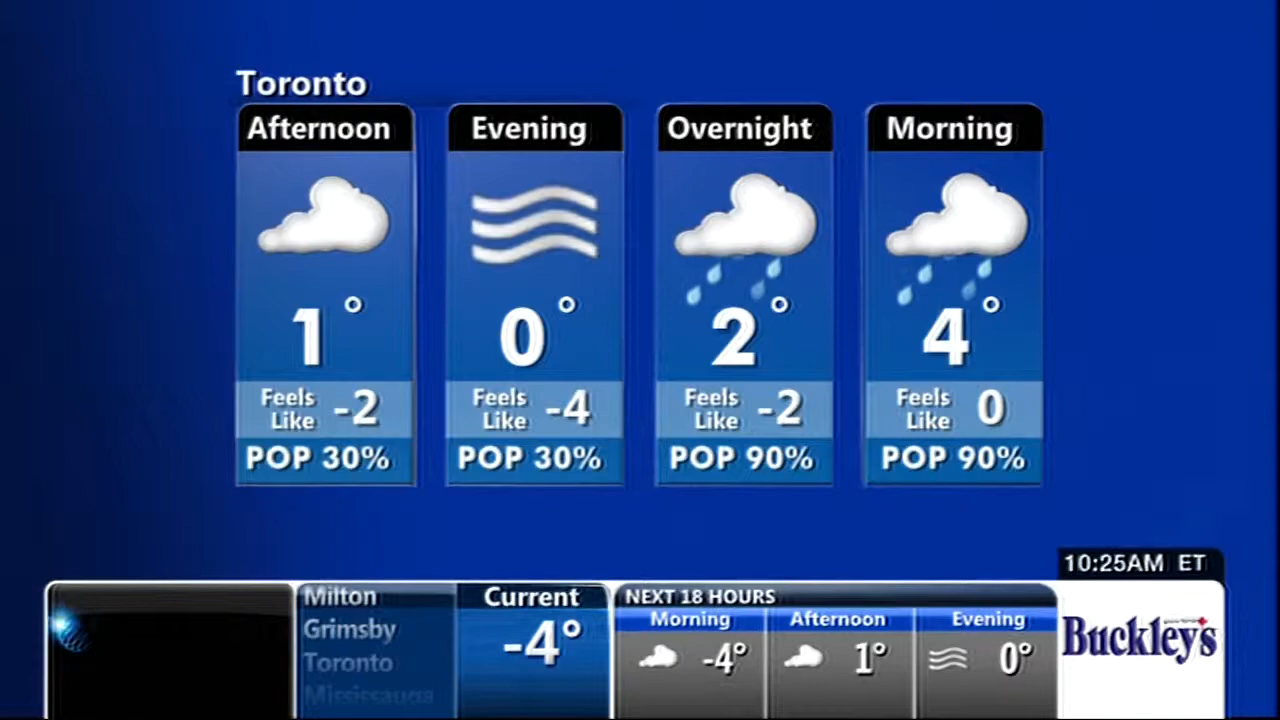 Toronto
Afternoon Evening Overnight Morning
1° 0° 2° 4°
Feels Like -2 Feels Like -4 Feels Like -2 Feels Like 0
POP 30% POP 30% POP 90% POP 90%
10:25AM ET
Milton
Grimsby
Toronto
Mississauga
Current
-4°
NEXT 18 HOURS
Morning Afternoon Evening
-4° 1° 0°
Buckley's